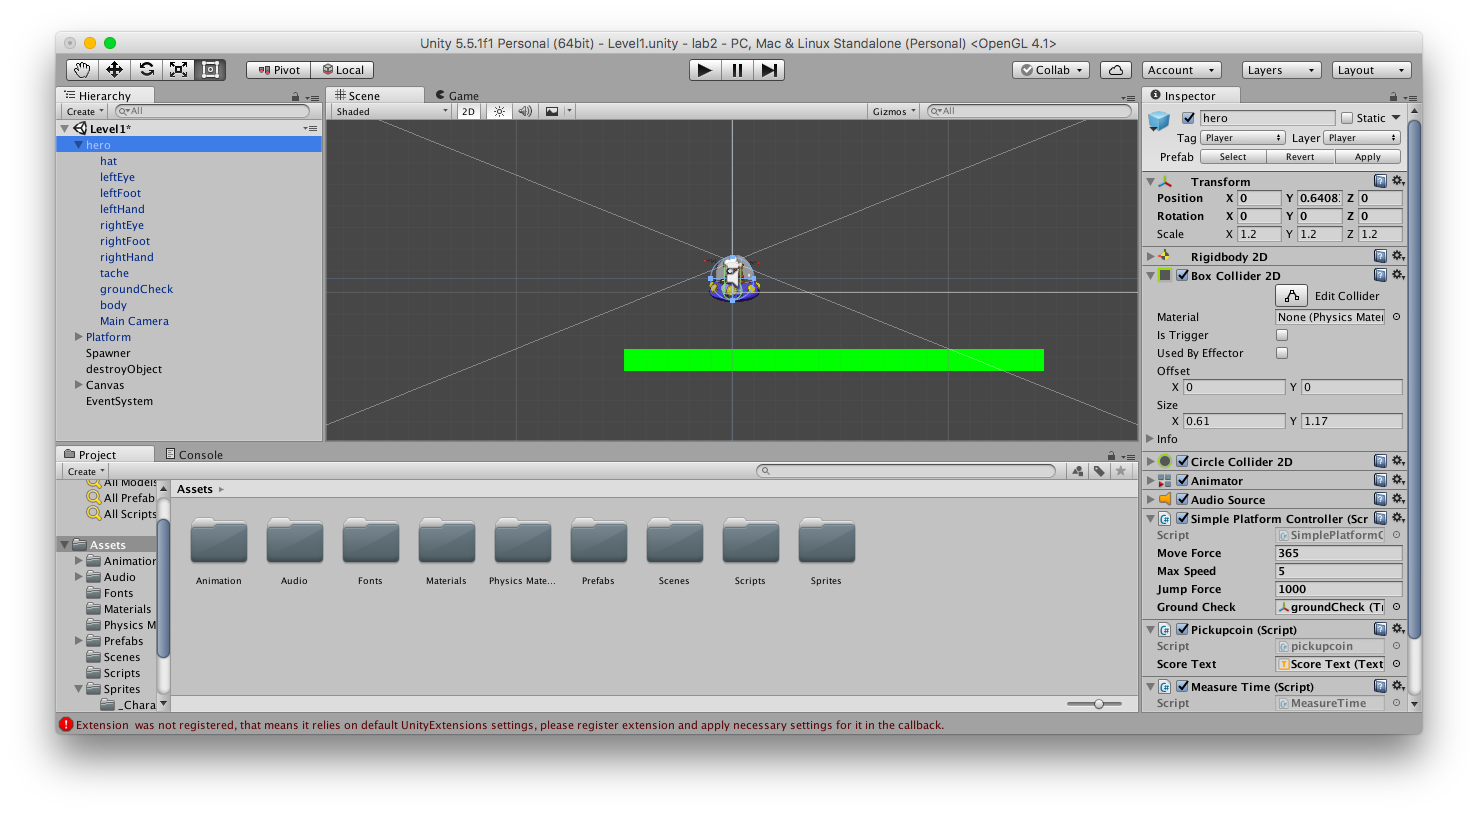 Unity 5.5.1f1 Personal (64bit) - Level1.unity - lab2 - PC, Mac & Linux Standalone (Personal) <OpenGL 4.1>
Pivot Local Collab Account Layers Layout
Hierarchy
Create All
Level1*
hero
hat
leftEye
leftFoot
leftHand
rightEye
rightFoot
rightHand
tache
groundCheck
body
Main Camera
Platform
Spawner
destroyObject
Canvas
EventSystem
Scene Game
Shaded 2D Gizmos All
Inspector
hero Static
Tag Player Layer Player
Prefab Select Revert Apply
Transform
Position X 0 Y 0.6408 Z 0
Rotation X 0 Y 0 Z 0
Scale X 1.2 Y 1.2 Z 1.2
Rigidbody 2D
Box Collider 2D
Edit Collider
Material None (Physics Mater
Is Trigger
Used By Effector
Offset
X 0 Y 0
Size
X 0.61 Y 1.17
Info
Circle Collider 2D
Animator
Audio Source
Simple Platform Controller (Scr
Script SimplePlatformC
Move Force 365
Max Speed 5
Jump Force 1000
Ground Check groundCheck (Tr
Pickupcoin (Script)
Script pickupcoin
Score Text Score Text (Text
Measure Time (Script)
Script MeasureTime
Project Console
Create
All Models
All Prefab
All Scripts
Assets
Animation
Audio
Fonts
Materials
Physics M
Prefabs
Scenes
Scripts
Sprites
_Chara
Assets
Animation Audio Fonts Materials Physics Mate... Prefabs Scenes Scripts Sprites
Extension  was not registered, that means it relies on default UnityExtensions settings, please register extension and apply necessary settings for it in the callback.